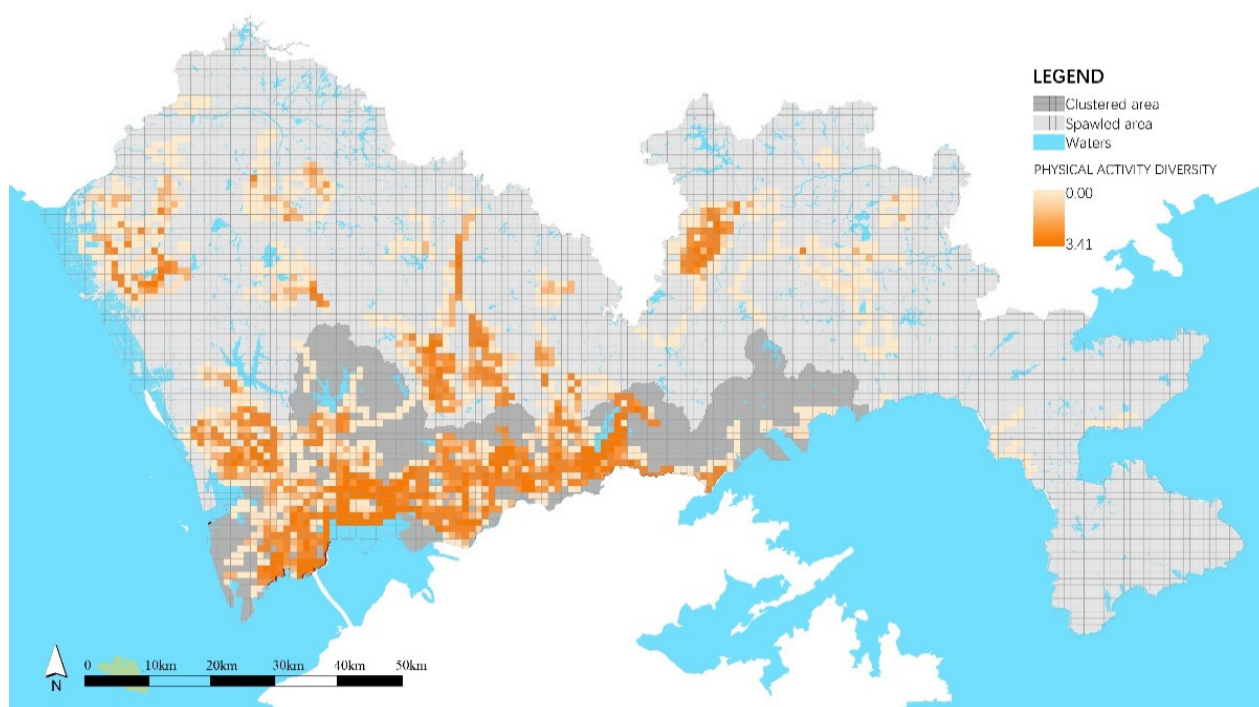 LEGEND
Clustered area
Spawled area
Waters
PHYSICAL ACTIVITY DIVERSITY
0.00
3.41
0 10km 20km 30km 40km 50km
N